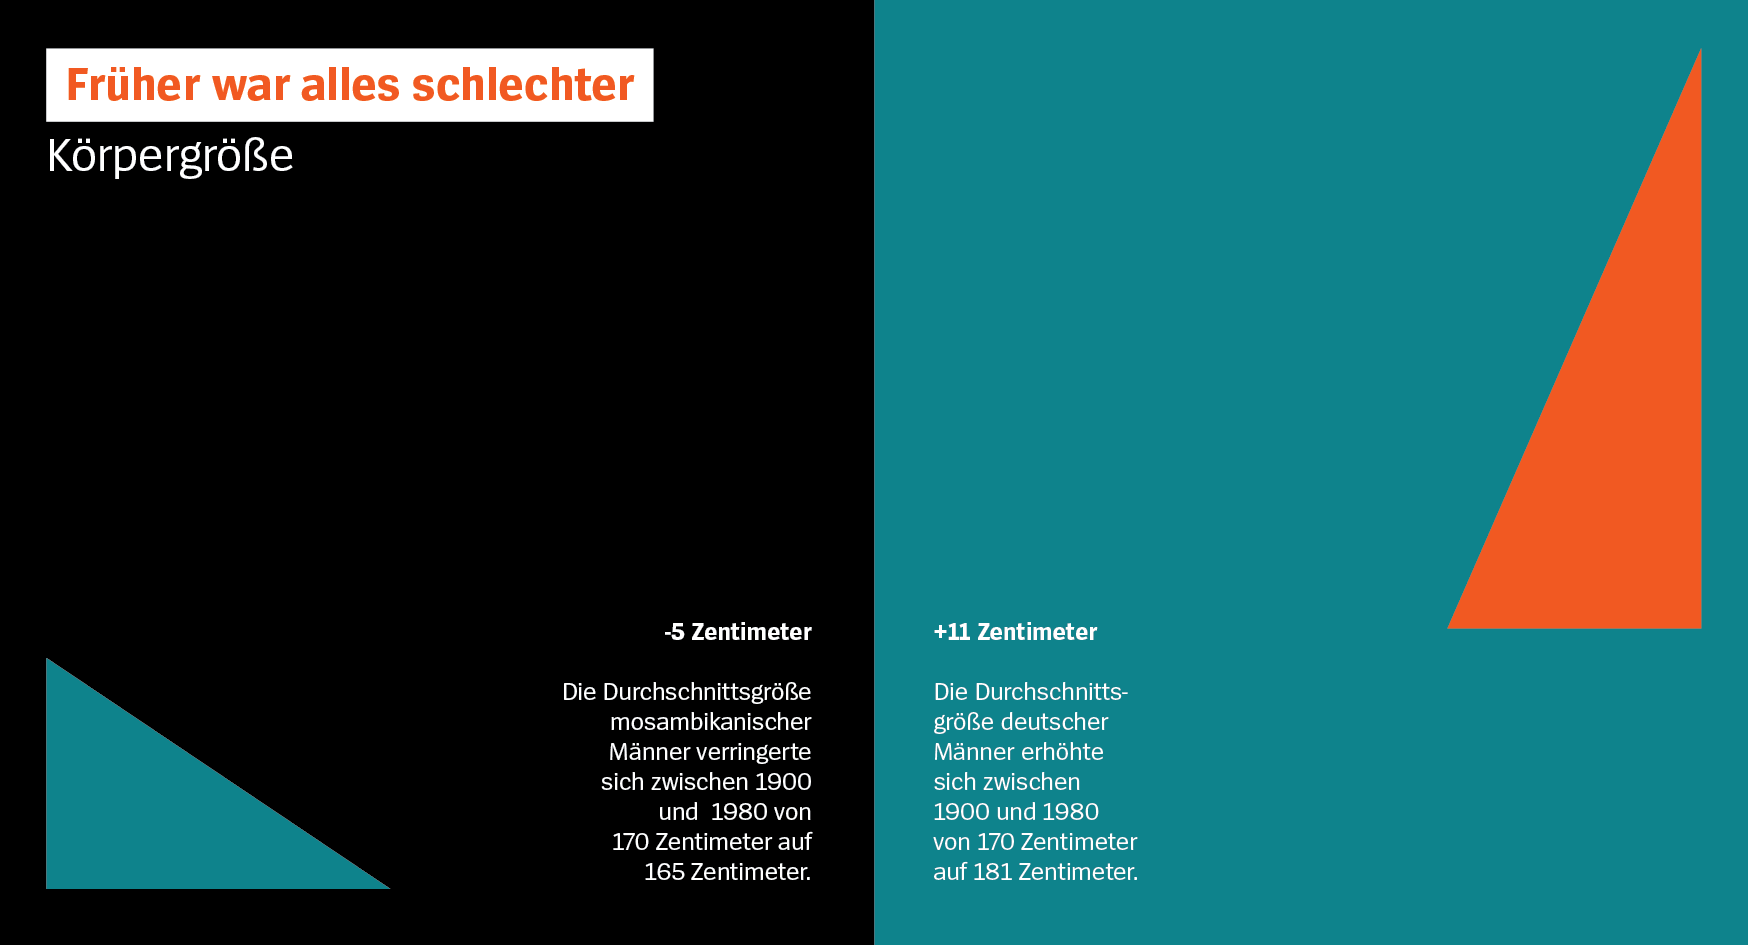 Früher war alles schlechter
Körpergröße
-5 Zentimeter
Die Durchschnittsgröße
mosambikanischer
Männer verringerte
sich zwischen 1900
und  1980 von
170 Zentimeter auf
165 Zentimeter.
+11 Zentimeter
Die Durchschnitts-
größe deutscher
Männer erhöhte
sich zwischen
1900 und 1980
von 170 Zentimeter
auf 181 Zentimeter.